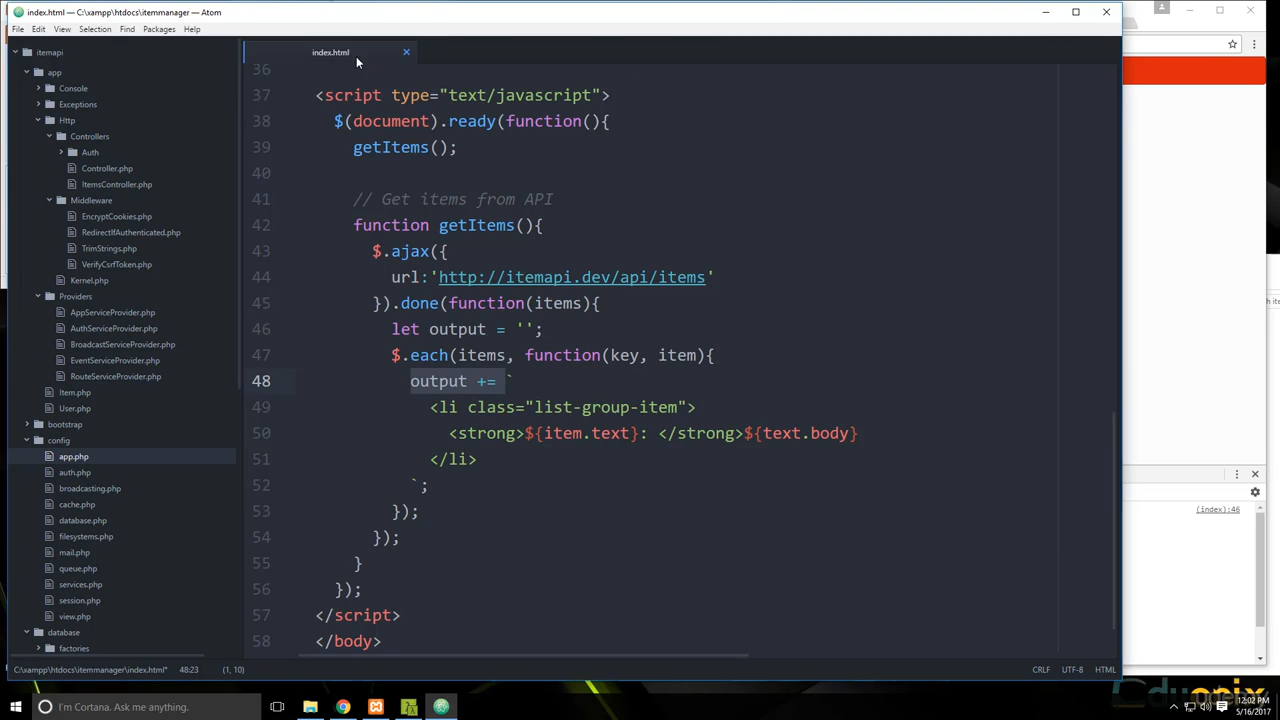 index.html — C:\xampp\htdocs\itemmanager — Atom
File Edit View Selection Find Packages Help
itemapi
app
Console
Exceptions
Http
Controllers
Auth
Controller.php
ItemsController.php
Middleware
EncryptCookies.php
RedirectIfAuthenticated.php
TrimStrings.php
VerifyCsrfToken.php
Kernel.php
Providers
AppServiceProvider.php
AuthServiceProvider.php
BroadcastServiceProvider.php
EventServiceProvider.php
RouteServiceProvider.php
Item.php
User.php
bootstrap
config
app.php
auth.php
broadcasting.php
cache.php
database.php
filesystems.php
mail.php
queue.php
services.php
session.php
view.php
database
factories
index.html
36
37 <script type="text/javascript">
38 $(document).ready(function(){
39 getItems();
40
41 // Get items from API
42 function getItems(){
43 $.ajax({
44 url:'http://itemapi.dev/api/items'
45 }).done(function(items){
46 let output = '';
47 $.each(items, function(key, item){
48 output += `
49 <li class="list-group-item">
50 <strong>${item.text}: </strong>${text.body}
51 </li>
52 `;
53 });
54 });
55 }
56 });
57 </script>
58 </body>
(index):46
C:\xampp\htdocs\itemmanager\index.html* 48:23 (1, 10) CRLF UTF-8 HTML
I'm Cortana. Ask me anything.
12:02 PM
5/16/2017